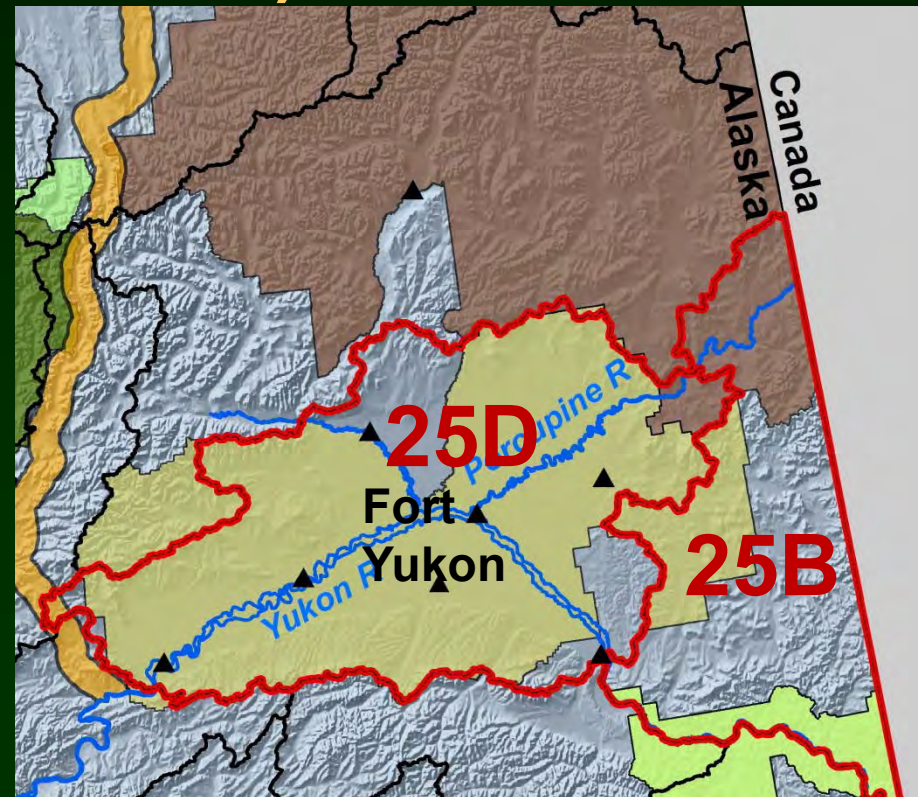 Canada
Alaska
25D
Porcupine R
Fort
Yukon
Yukon R
25B